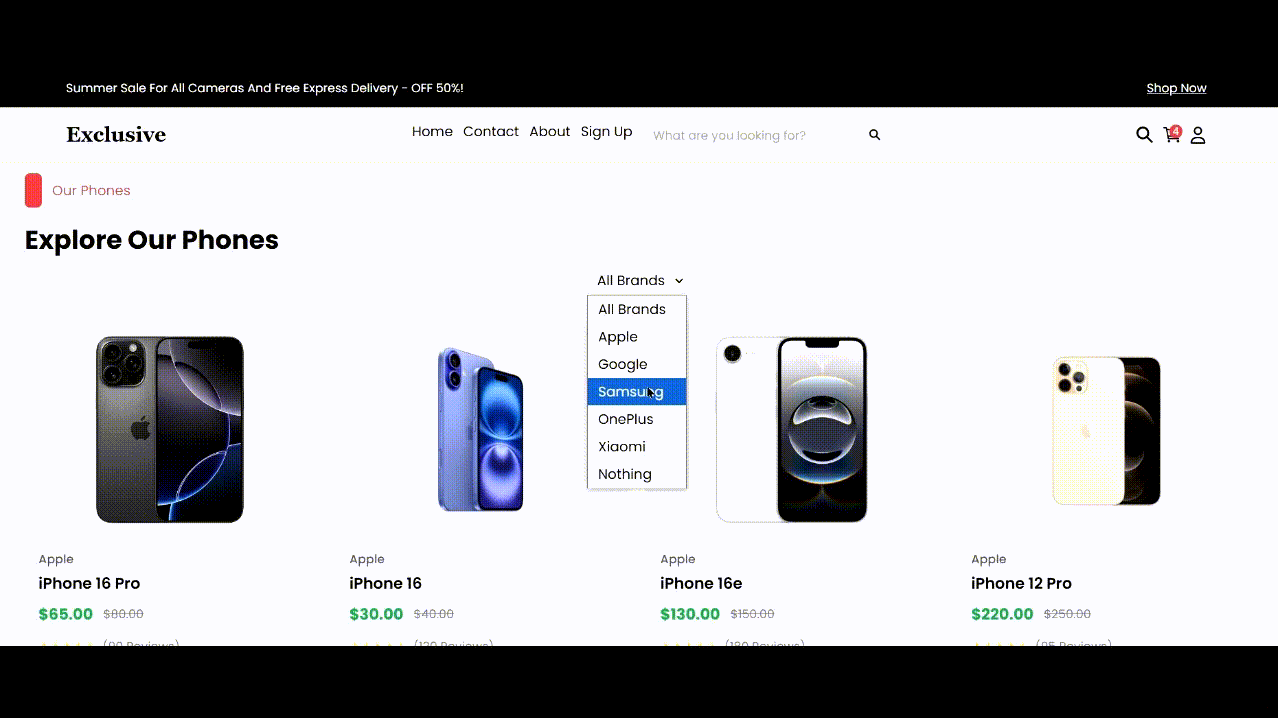 Summer Sale For All Cameras And Free Express Delivery - OFF 50%! Shop Now
Exclusive Home Contact About Sign Up What are you looking for? 4
Our Phones
Explore Our Phones
All Brands
All Brands
Apple
Google
Samsung
OnePlus
Xiaomi
Nothing
Apple Apple Apple Apple
iPhone 16 Pro iPhone 16 iPhone 16e iPhone 12 Pro
$65.00 $80.00 $30.00 $40.00 $130.00 $150.00 $220.00 $250.00
(90 Reviews) (120 Reviews) (180 Reviews) (95 Reviews)